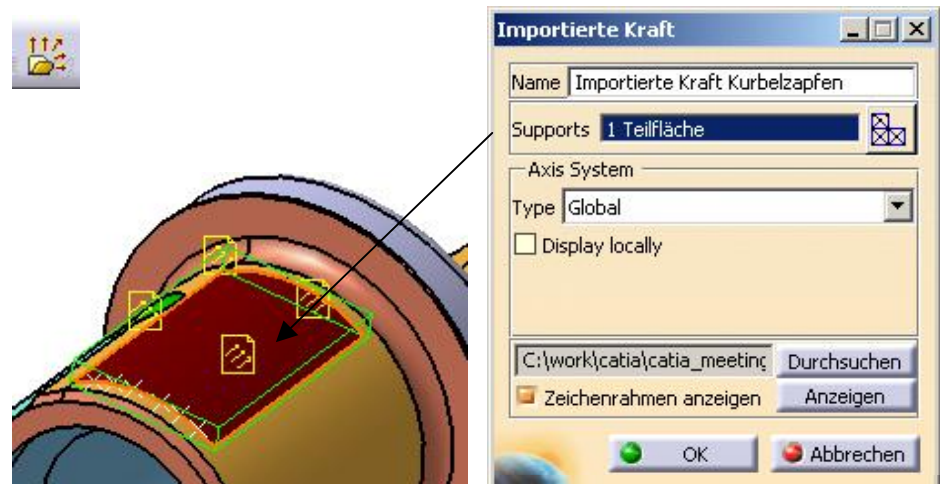 Importierte Kraft
Name Importierte Kraft Kurbelzapfen
Supports 1 Teilfläche
Axis System
Type Global
Display locally
C:\work\catia\catia_meeting Durchsuchen
Zeichenrahmen anzeigen Anzeigen
OK Abbrechen